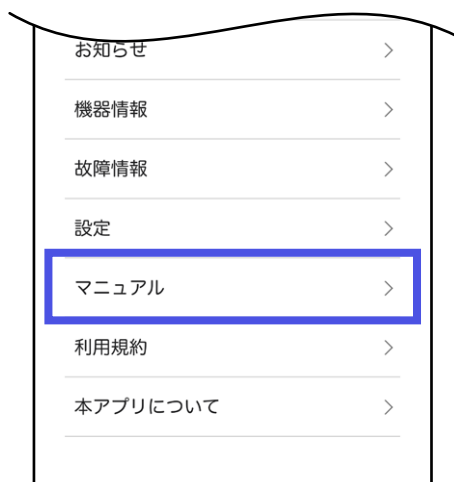 お知らせ
機器情報
故障情報
設定
マニュアル
利用規約
本アプリについて